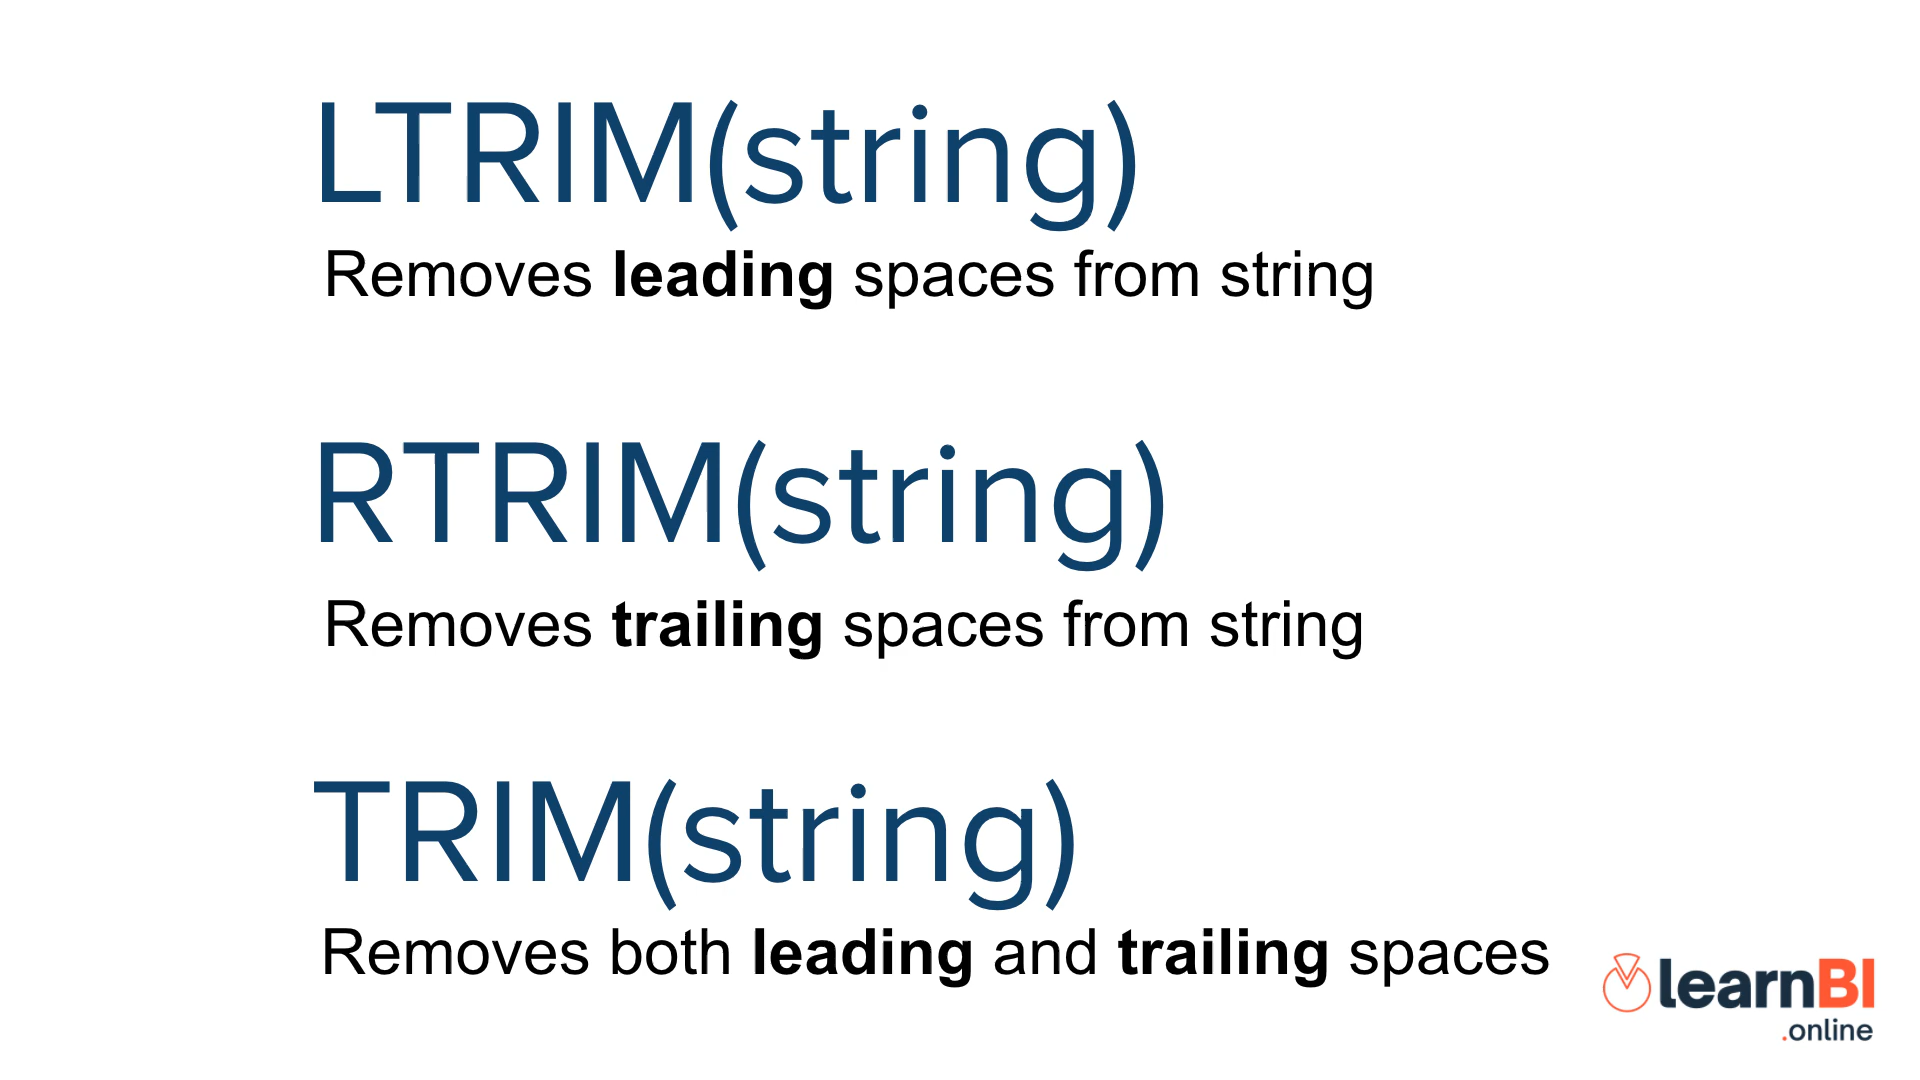 LTRIM(string)
Removes leading spaces from string
RTRIM(string)
Removes trailing spaces from string
TRIM(string)
Removes both leading and trailing spaces
learnBI
.online